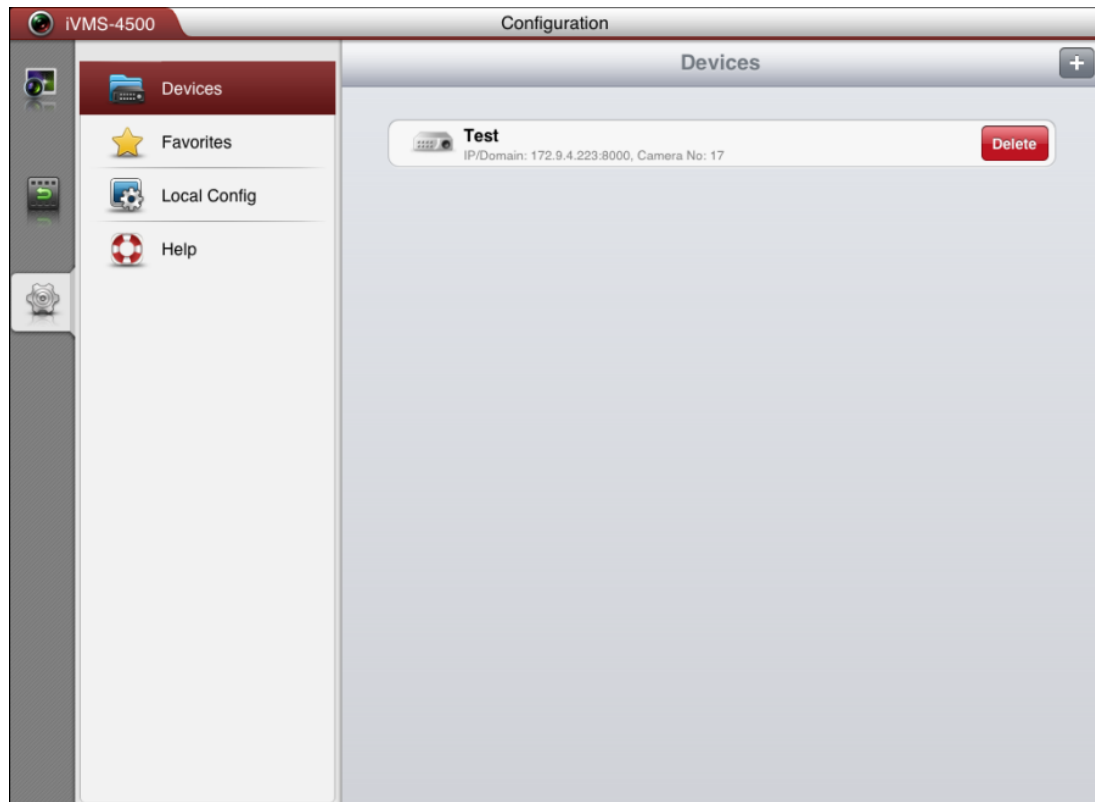 iVMS-4500
Configuration
Devices
Favorites
Local Config
Help
Devices
+
Test
IP/Domain: 172.9.4.223:8000, Camera No: 17
Delete